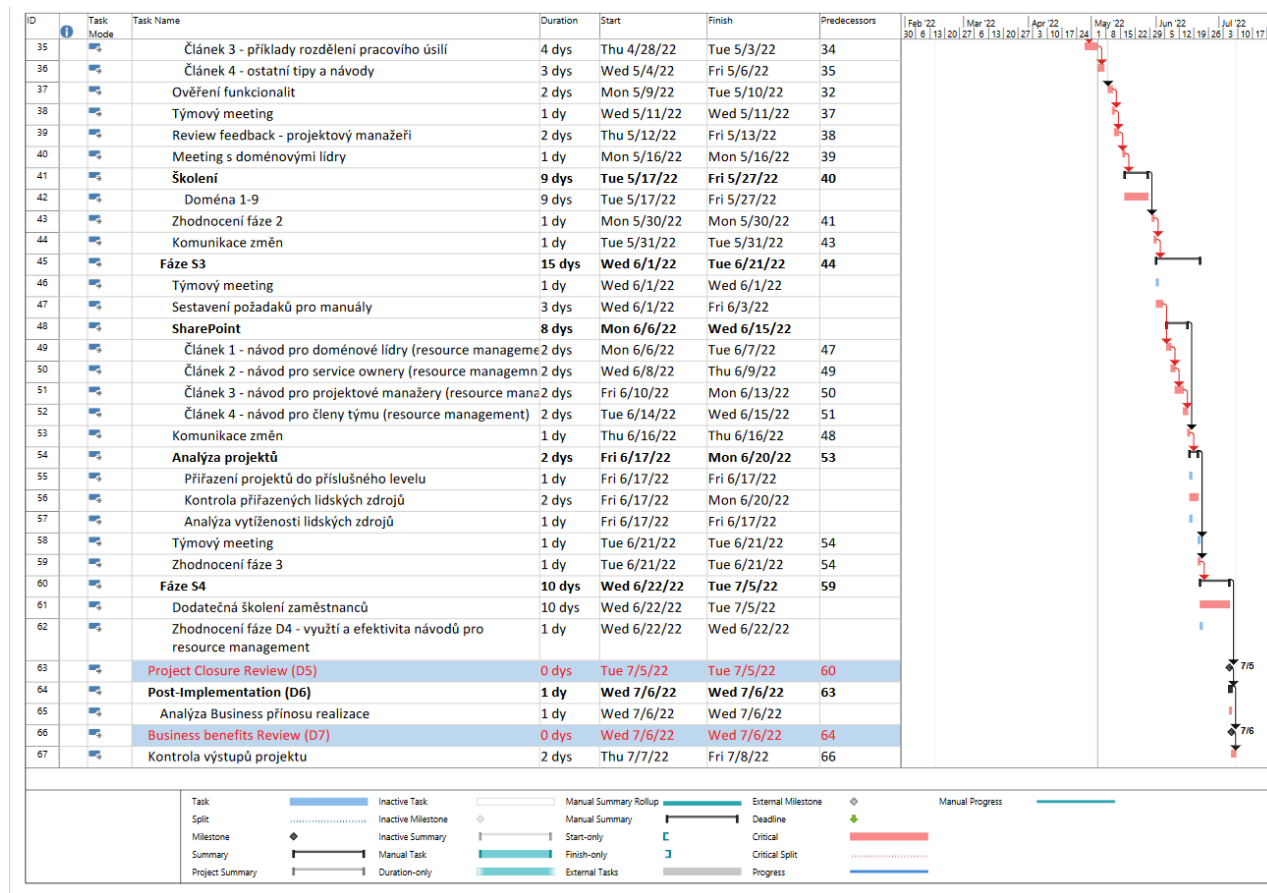 ID Task Mode Task Name Duration Start Finish Predecessors Feb '22 Mar '22 Apr '22 May '22 Jun '22 Jul '22
30 6 13 20 27 6 13 20 27 3 10 17 24 1 8 15 22 29 5 12 19 26 3 10 17
35 Článek 3 - příklady rozdělení pracovího úsilí 4 dys Thu 4/28/22 Tue 5/3/22 34
36 Článek 4 - ostatní tipy a návody 3 dys Wed 5/4/22 Fri 5/6/22 35
37 Ověření funkcionalit 2 dys Mon 5/9/22 Tue 5/10/22 32
38 Týmový meeting 1 dy Wed 5/11/22 Wed 5/11/22 37
39 Review feedback - projektový manažeři 2 dys Thu 5/12/22 Fri 5/13/22 38
40 Meeting s doménovými lídry 1 dy Mon 5/16/22 Mon 5/16/22 39
41 Školení 9 dys Tue 5/17/22 Fri 5/27/22 40
42 Doména 1-9 9 dys Tue 5/17/22 Fri 5/27/22
43 Zhodnocení fáze 2 1 dy Mon 5/30/22 Mon 5/30/22 41
44 Komunikace změn 1 dy Tue 5/31/22 Tue 5/31/22 43
45 Fáze S3 15 dys Wed 6/1/22 Tue 6/21/22 44
46 Týmový meeting 1 dy Wed 6/1/22 Wed 6/1/22
47 Sestavení požadaků pro manuály 3 dys Wed 6/1/22 Fri 6/3/22
48 SharePoint 8 dys Mon 6/6/22 Wed 6/15/22
49 Článek 1 - návod pro doménové lídry (resource manageme 2 dys Mon 6/6/22 Tue 6/7/22 47
50 Článek 2 - návod pro service ownery (resource managemn 2 dys Wed 6/8/22 Thu 6/9/22 49
51 Článek 3 - návod pro projektové manažery (resource mana 2 dys Fri 6/10/22 Mon 6/13/22 50
52 Článek 4 - návod pro členy týmu (resource management) 2 dys Tue 6/14/22 Wed 6/15/22 51
53 Komunikace změn 1 dy Thu 6/16/22 Thu 6/16/22 48
54 Analýza projektů 2 dys Fri 6/17/22 Mon 6/20/22 53
55 Přiřazení projektů do příslušného levelu 1 dy Fri 6/17/22 Fri 6/17/22
56 Kontrola přiřazených lidských zdrojů 2 dys Fri 6/17/22 Mon 6/20/22
57 Analýza vytíženosti lidských zdrojů 1 dy Fri 6/17/22 Fri 6/17/22
58 Týmový meeting 1 dy Tue 6/21/22 Tue 6/21/22 54
59 Zhodnocení fáze 3 1 dy Tue 6/21/22 Tue 6/21/22 54
60 Fáze S4 10 dys Wed 6/22/22 Tue 7/5/22 59
61 Dodatečná školení zaměstnanců 10 dys Wed 6/22/22 Tue 7/5/22
62 Zhodnocení fáze D4 - využtí a efektivita návodů pro 1 dy Wed 6/22/22 Wed 6/22/22
resource management
63 Project Closure Review (D5) 0 dys Tue 7/5/22 Tue 7/5/22 60 7/5
64 Post-Implementation (D6) 1 dy Wed 7/6/22 Wed 7/6/22 63
65 Analýza Business přínosu realizace 1 dy Wed 7/6/22 Wed 7/6/22
66 Business benefits Review (D7) 0 dys Wed 7/6/22 Wed 7/6/22 64 7/6
67 Kontrola výstupů projektu 2 dys Thu 7/7/22 Fri 7/8/22 66
Task Inactive Task Manual Summary Rollup External Milestone Manual Progress
Split Inactive Milestone Manual Summary Deadline
Milestone Inactive Summary Start-only Critical
Summary Manual Task Finish-only Critical Split
Project Summary Duration-only External Tasks Progress